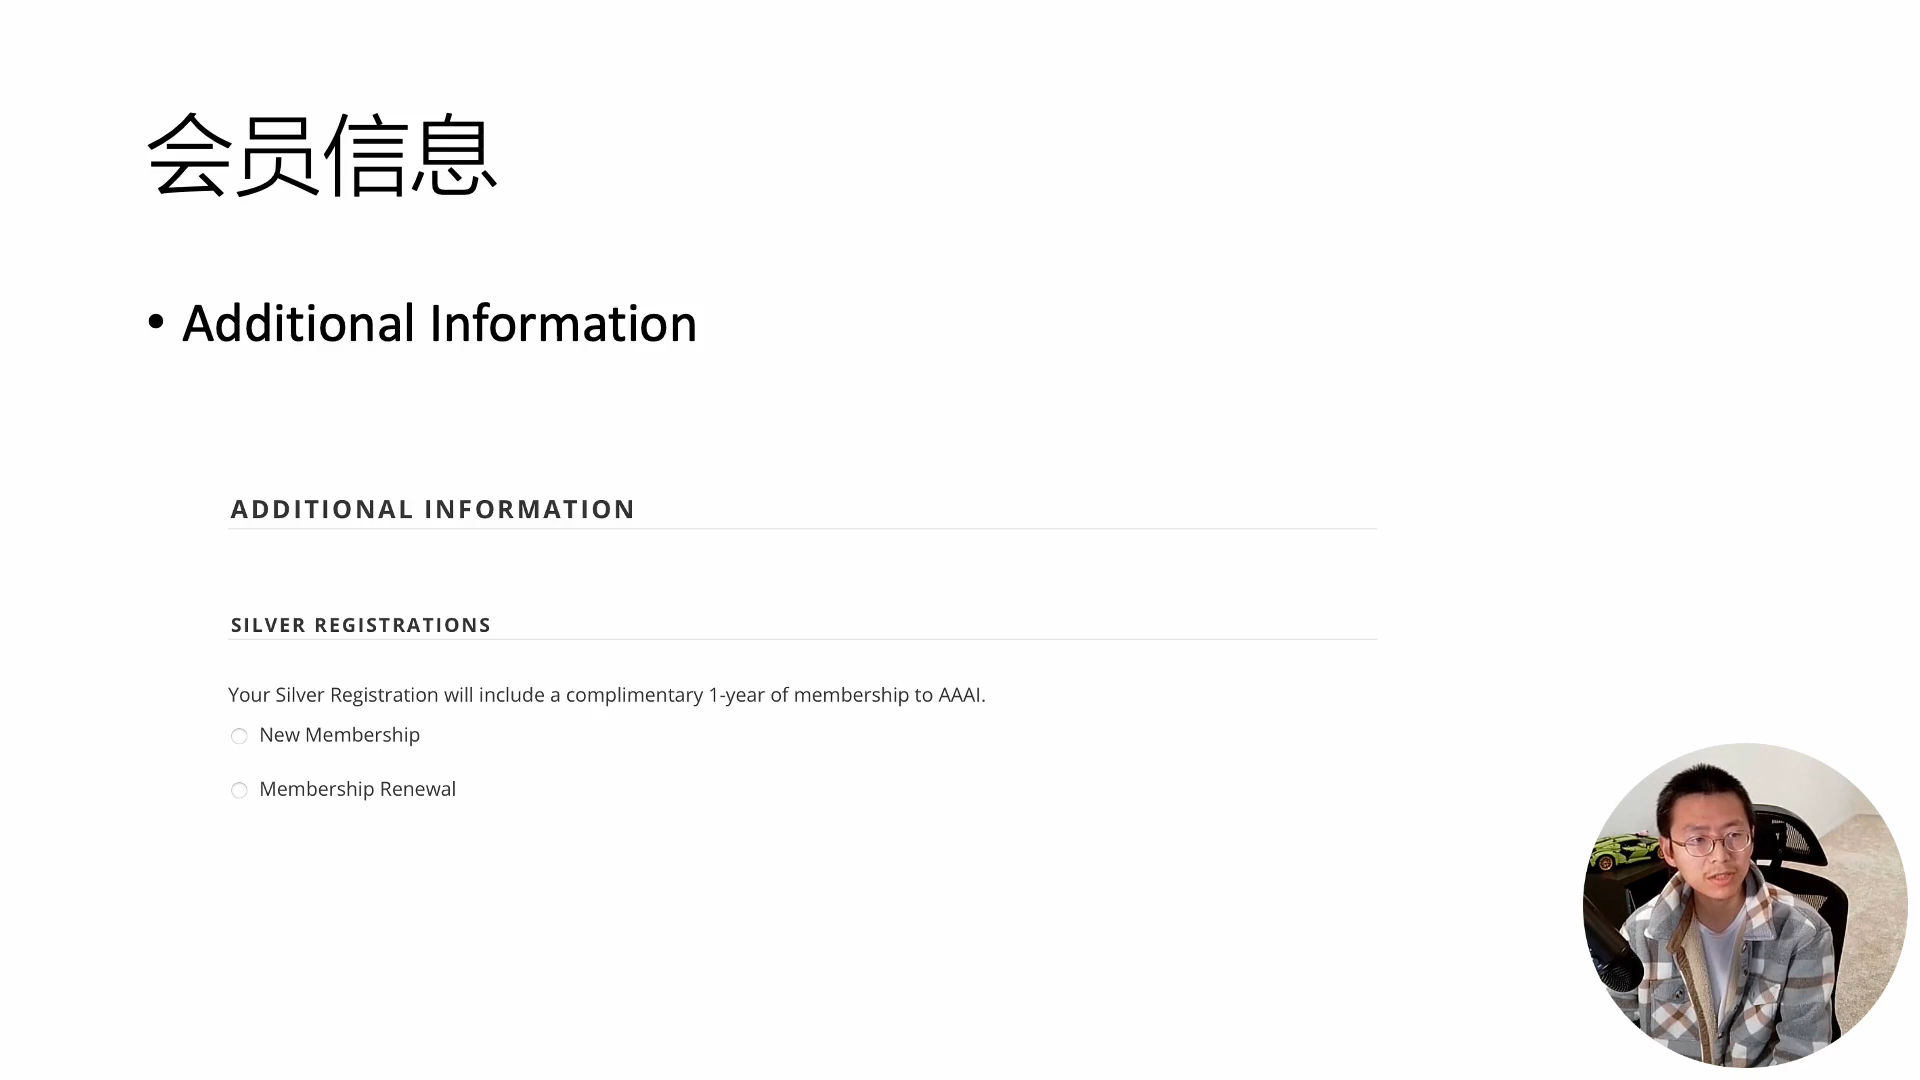 会员信息
• Additional Information
ADDITIONAL INFORMATION
SILVER REGISTRATIONS
Your Silver Registration will include a complimentary 1-year of membership to AAAI.
New Membership
Membership Renewal